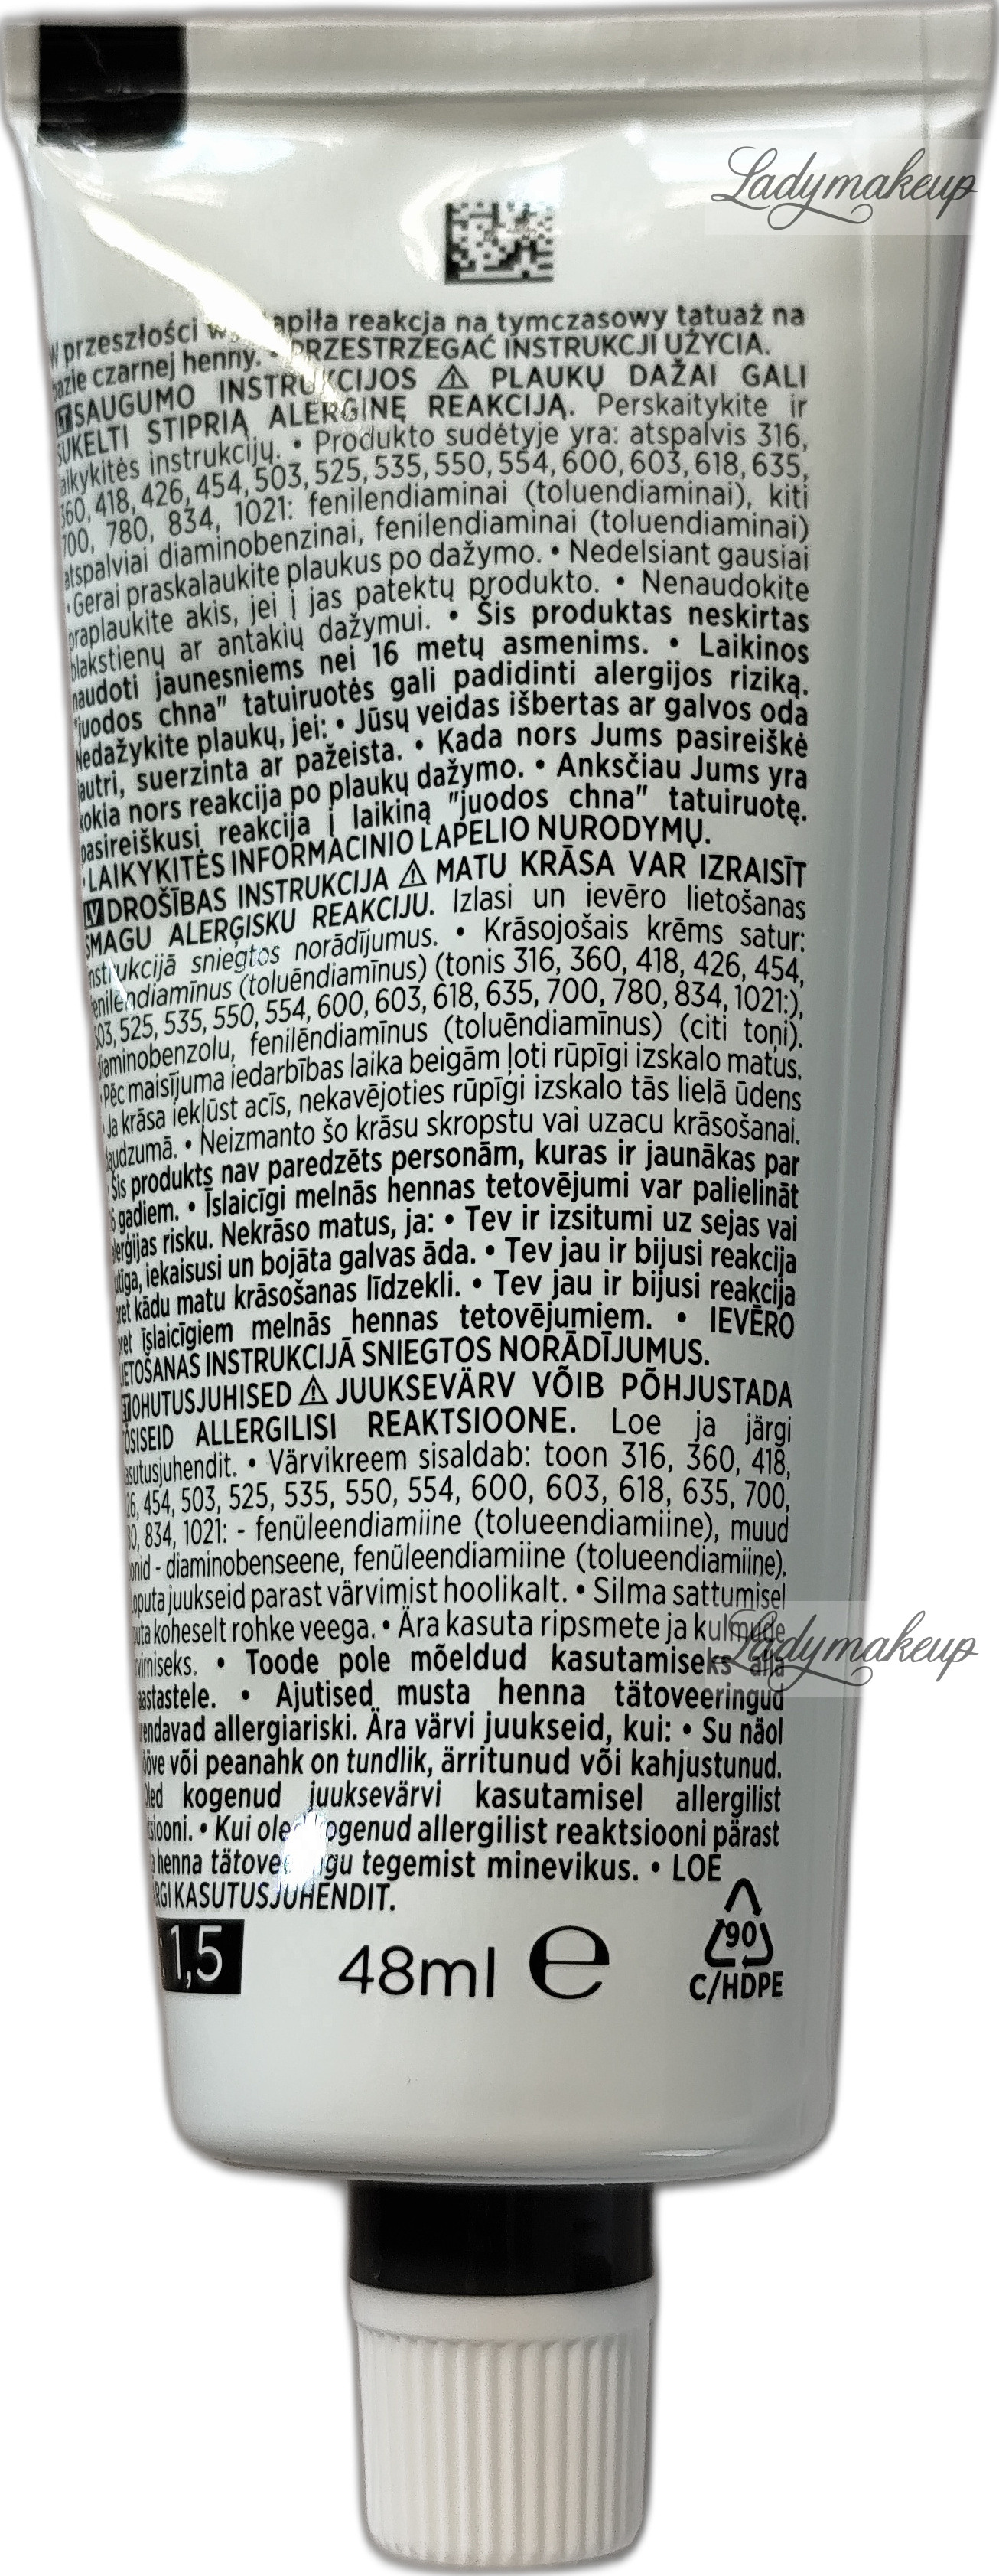 Ladymakeup
W przeszłości apiła reakcja na tymczasowy tatuaż na
bazie czarnej henny. • PRZESTRZEGAĆ INSTRUKCJI UŻYCIA.
SAUGUMO INSTRUKCIJOS ⚠ PLAUKŲ DAŽAI GALI
SUKELTI STIPRIĄ ALERGINĘ REAKCIJĄ. Perskaitykite ir
laikykitės instrukcijų. • Produkto sudėtyje yra: atspalvis 316,
360, 418, 426, 454, 503, 525, 535, 550, 554, 600, 603, 618, 635,
700, 780, 834, 1021: fenilendiaminai (toluendiaminai), kiti
atspalviai diaminobenzinai, fenilendiaminai (toluendiaminai)
• Gerai praskalaukite plaukus po dažymo. • Nedelsiant gausiai
praplaukite akis, jei į jas patektų produkto. • Nenaudokite
blakstienų ar antakių dažymui. • Šis produktas neskirtas
naudoti jaunesniems nei 16 metų asmenims. • Laikinos
"juodos chna" tatuiruotės gali padidinti alergijos riziką.
Nedažykite plaukų, jei: • Jūsų veidas išbertas ar galvos oda
jautri, suerzinta ar pažeista. • Kada nors Jums pasireiškė
kokia nors reakcija po plaukų dažymo. • Anksčiau Jums yra
pasireiškusi reakcija į laikiną "juodos chna" tatuiruotę.
• LAIKYKITĖS INFORMACINIO LAPELIO NURODYMŲ.
LV DROŠĪBAS INSTRUKCIJA ⚠ MATU KRĀSA VAR IZRAISĪT
SMAGU ALERĢISKU REAKCIJU. Izlasi un ievēro lietošanas
instrukcijā sniegtos norādījumus. • Krāsojošais krēms satur:
fenilēndiamīnus (toluēndiamīnus) (tonis 316, 360, 418, 426, 454,
503, 525, 535, 550, 554, 600, 603, 618, 635, 700, 780, 834, 1021:),
diaminobenzolu, fenilēndiamīnus (toluēndiamīnus) (citi toņi).
• Pēc maisījuma iedarbības laika beigām ļoti rūpīgi izskalo matus.
• Ja krāsa iekļūst acīs, nekavējoties rūpīgi izskalo tās lielā ūdens
daudzumā. • Neizmanto šo krāsu skropstu vai uzacu krāsošanai.
• Šis produkts nav paredzēts personām, kuras ir jaunākas par
16 gadiem. • Īslaicīgi melnās hennas tetovējumi var palielināt
alerģijas risku. Nekrāso matus, ja: • Tev ir izsitumi uz sejas vai
jutīga, iekaisusi un bojāta galvas āda. • Tev jau ir bijusi reakcija
pret kādu matu krāsošanas līdzekli. • Tev jau ir bijusi reakcija
pret īslaicīgiem melnās hennas tetovējumiem. • IEVĒRO
LIETOŠANAS INSTRUKCIJĀ SNIEGTOS NORĀDĪJUMUS.
OHUTUSJUHISED ⚠ JUUKSEVÄRV VÕIB PÕHJUSTADA
TÕSISEID ALLERGILISI REAKTSIOONE. Loe ja järgi
kasutusjuhendit. • Värvikreem sisaldab: toon 316, 360, 418,
426, 454, 503, 525, 535, 550, 554, 600, 603, 618, 635, 700,
780, 834, 1021: - fenüleendiamiine (tolueendiamiine), muud
toonid - diaminobenseene, fenüleendiamiine (tolueendiamiine).
Loputa juukseid parast värvimist hoolikalt. • Silma sattumisel
loputa koheselt rohke veega. • Ära kasuta ripsmete ja kulmude
värvimiseks. • Toode pole mõeldud kasutamiseks alla
aastastele. • Ajutised musta henna tätoveeringud
suurendavad allergiariski. Ära värvi juukseid, kui: • Su näol
lööve või peanahk on tundlik, ärritunud või kahjustunud.
Oled kogenud juuksevärvi kasutamisel allergilist
reaktsiooni. • Kui oled kogenud allergilist reaktsiooni pärast
henna tätoveeringu tegemist minevikus. • LOE
JÄRGI KASUTUSJUHENDIT.
1,5 48ml e 90
C/HDPE
Ladymakeup